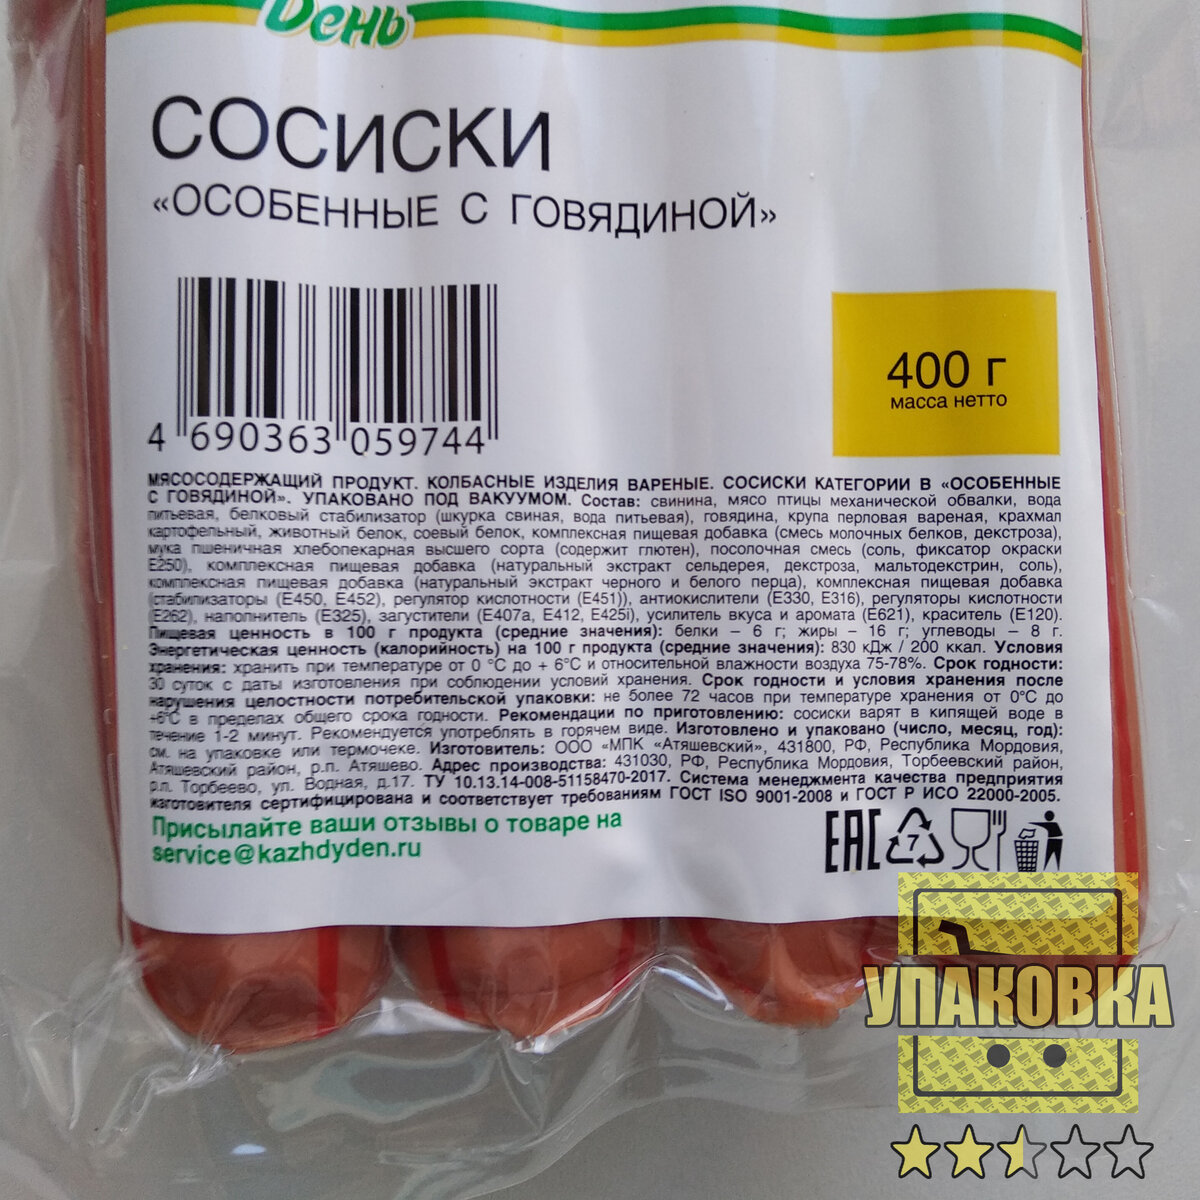 День
СОСИСКИ
«ОСОБЕННЫЕ С ГОВЯДИНОЙ»
400 г
масса нетто
4 690363 059744
МЯСОСОДЕРЖАЩИЙ ПРОДУКТ. КОЛБАСНЫЕ ИЗДЕЛИЯ ВАРЕНЫЕ. СОСИСКИ КАТЕГОРИИ В «ОСОБЕННЫЕ
С ГОВЯДИНОЙ». УПАКОВАНО ПОД ВАКУУМОМ. Состав: свинина, мясо птицы механической обвалки, вода
питьевая, белковый стабилизатор (шкурка свиная, вода питьевая), говядина, крупа перловая вареная, крахмал
картофельный, животный белок, соевый белок, комплексная пищевая добавка (смесь молочных белков, декстроза),
мука пшеничная хлебопекарная высшего сорта (содержит глютен), посолочная смесь (соль, фиксатор окраски
Е250), комплексная пищевая добавка (натуральный экстракт сельдерея, декстроза, мальтодекстрин, соль),
комплексная пищевая добавка (натуральный экстракт черного и белого перца), комплексная пищевая добавка
(стабилизаторы (Е450, Е452), регулятор кислотности (Е451)), антиокислители (Е330, Е316), регуляторы кислотности
(Е262), наполнитель (Е325), загустители (Е407а, Е412, Е425i), усилитель вкуса и аромата (Е621), краситель (Е120).
Пищевая ценность в 100 г продукта (средние значения): белки – 6 г; жиры – 16 г; углеводы – 8 г.
Энергетическая ценность (калорийность) на 100 г продукта (средние значения): 830 кДж / 200 ккал. Условия
хранения: хранить при температуре от 0 °С до + 6°С и относительной влажности воздуха 75-78%. Срок годности:
30 суток с даты изготовления при соблюдении условий хранения. Срок годности и условия хранения после
нарушения целостности потребительской упаковки: не более 72 часов при температуре хранения от 0°С до
+6°С в пределах общего срока годности. Рекомендации по приготовлению: сосиски варят в кипящей воде в
течение 1-2 минут. Рекомендуется употреблять в горячем виде. Изготовлено и упаковано (число, месяц, год):
см. на упаковке или термочеке. Изготовитель: ООО «МПК «Атяшевский», 431800, РФ, Республика Мордовия,
Атяшевский район, р.п. Атяшево. Адрес производства: 431030, РФ, Республика Мордовия, Торбеевский район,
р.п. Торбеево, ул. Водная, д.17. ТУ 10.13.14-008-51158470-2017. Система менеджмента качества предприятия
изготовителя сертифицирована и соответствует требованиям ГОСТ ISO 9001-2008 и ГОСТ Р ИСО 22000-2005.
Присылайте ваши отзывы о товаре на
service@kazhdyden.ru
ЕАС 7
УПАКОВКА